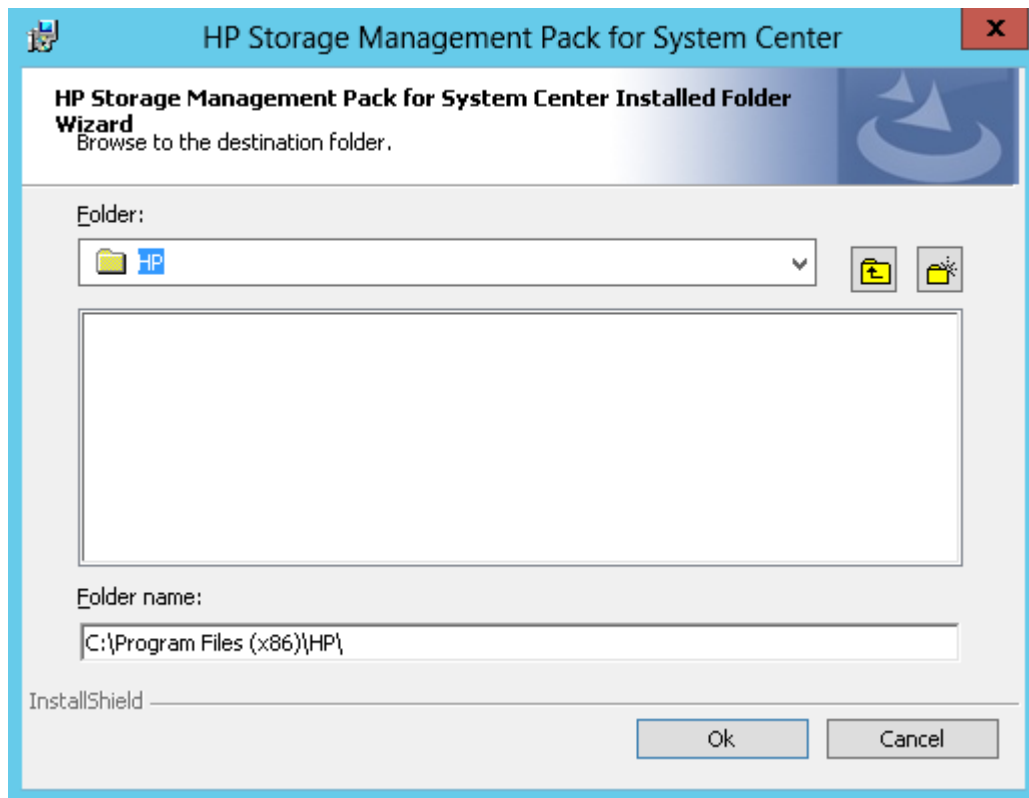 HP Storage Management Pack for System Center
x
HP Storage Management Pack for System Center Installed Folder
Wizard
Browse to the destination folder.
Folder:
HP
Folder name:
C:\Program Files (x86)\HP\
InstallShield
Ok
Cancel